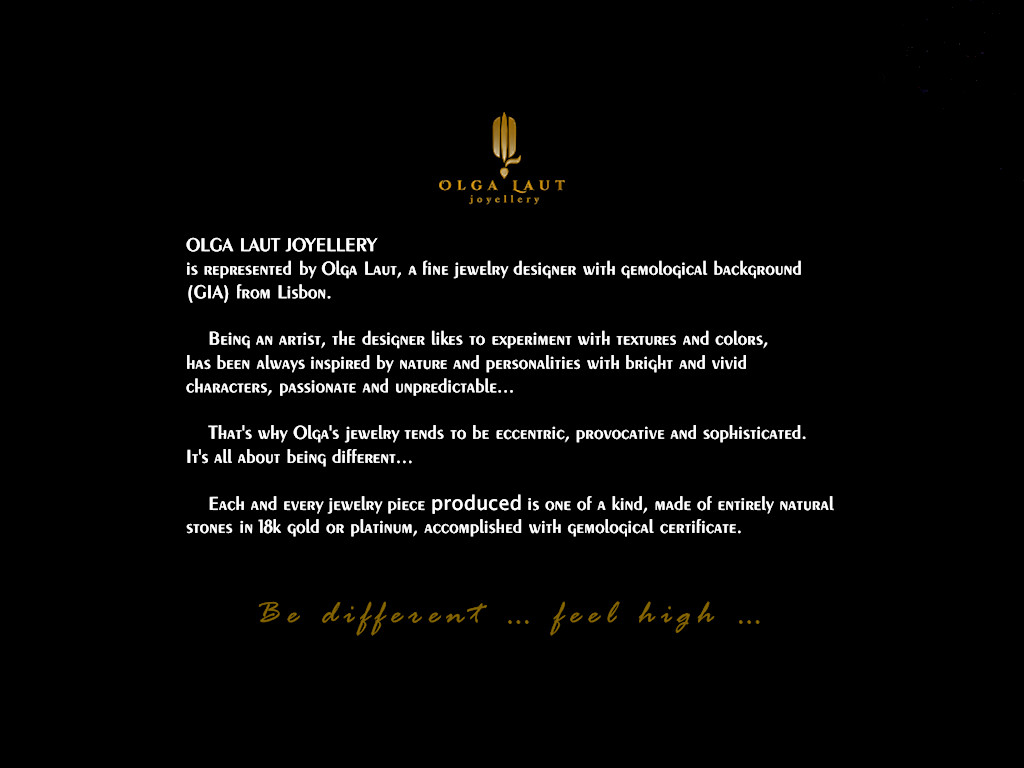 OLGA LAUT
joyellery
OLGA LAUT JOYELLERY
is represented by Olga Laut, a fine jewelry designer with gemological background
(GIA) from Lisbon.
Being an artist, the designer likes to experiment with textures and colors,
has been always inspired by nature and personalities with bright and vivid
characters, passionate and unpredictable...
That's why Olga's jewelry tends to be eccentric, provocative and sophisticated.
It's all about being different...
Each and every jewelry piece produced is one of a kind, made of entirely natural
stones in 18k gold or platinum, accomplished with gemological certificate.
Be different ... feel high ...